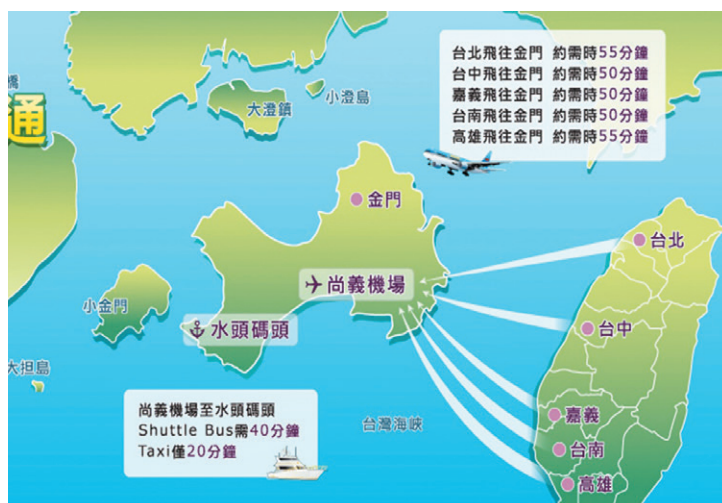 橋
通
大澄鎮
小澄島
台北飛往金門 約需時55分鐘
台中飛往金門 約需時50分鐘
嘉義飛往金門 約需時50分鐘
台南飛往金門 約需時50分鐘
高雄飛往金門 約需時55分鐘
金門
台北
尚義機場
小金門
水頭碼頭
台中
大担島
尚義機場至水頭碼頭
Shuttle Bus需40分鐘
Taxi僅20分鐘
台灣海峽
嘉義
台南
高雄